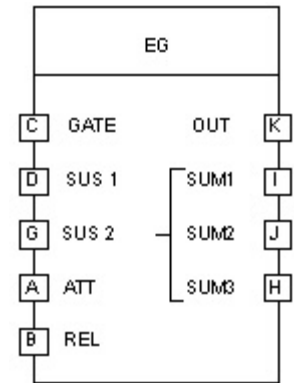 EG
C GATE OUT K
D SUS 1 SUM1 I
G SUS 2 SUM2 J
A ATT SUM3 H
B REL